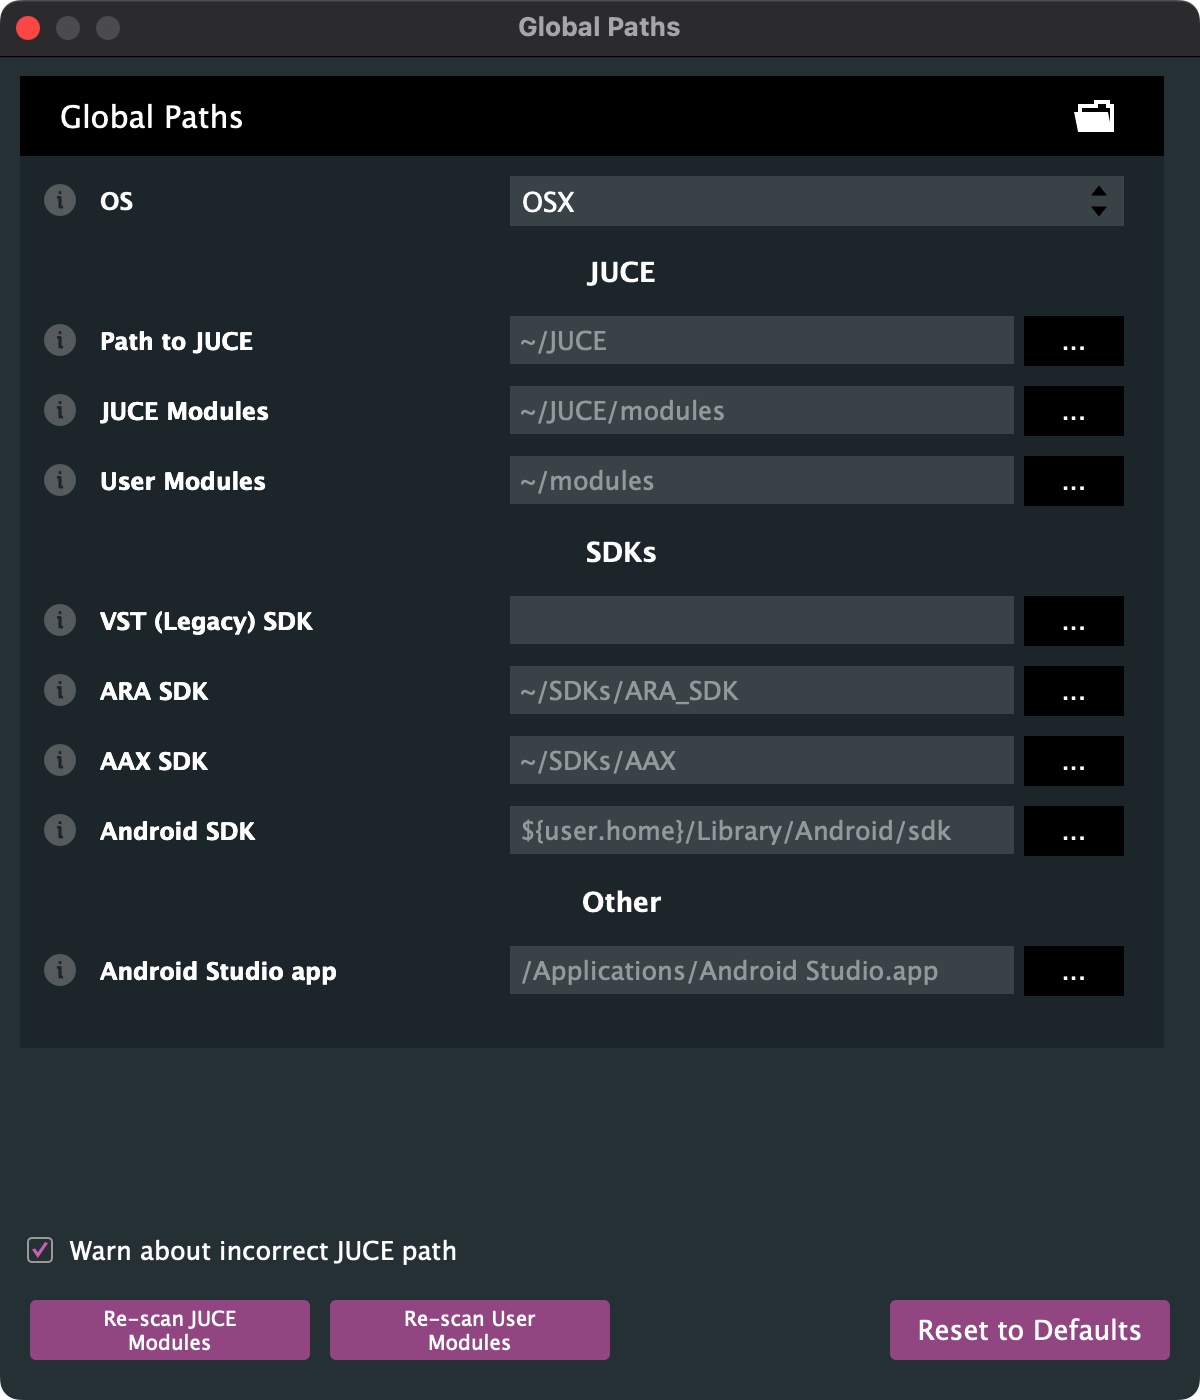 Global Paths
Global Paths
OS
OSX
JUCE
Path to JUCE
~/JUCE
...
JUCE Modules
~/JUCE/modules
...
User Modules
~/modules
...
SDKs
VST (Legacy) SDK
...
ARA SDK
~/SDKs/ARA_SDK
...
AAX SDK
~/SDKs/AAX
...
Android SDK
${user.home}/Library/Android/sdk
...
Other
Android Studio app
/Applications/Android Studio.app
...
Warn about incorrect JUCE path
Re-scan JUCE
Modules
Re-scan User
Modules
Reset to Defaults